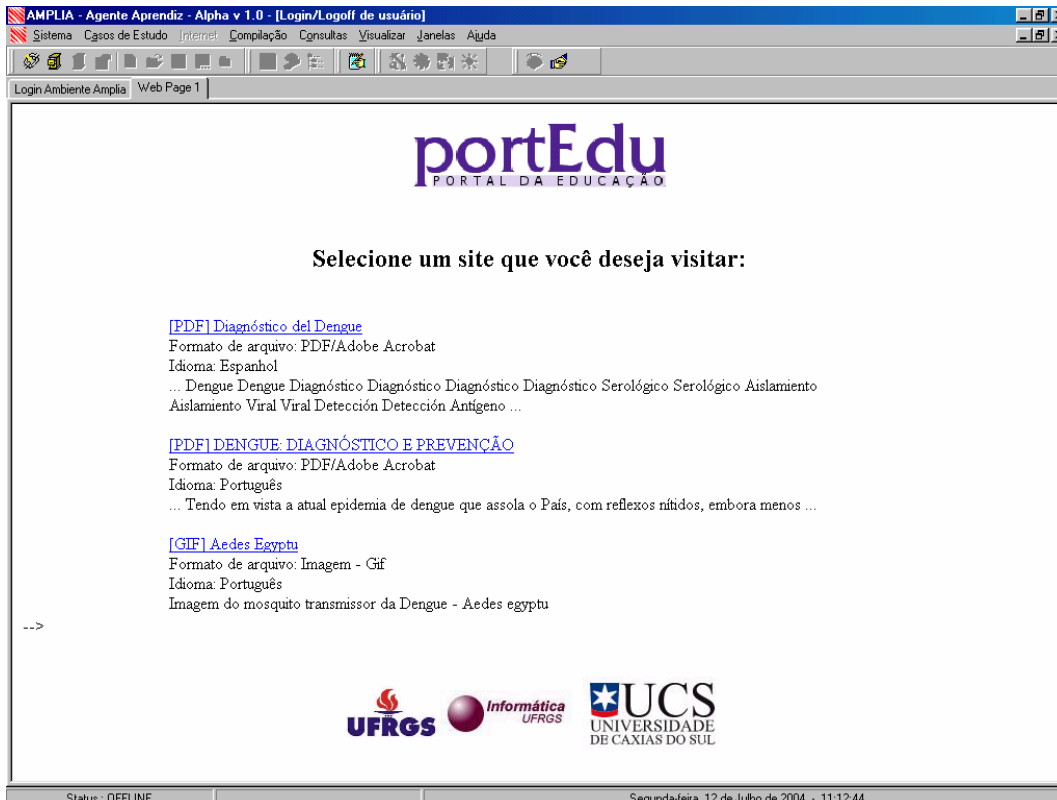 AMPLIA - Agente Aprendiz - Alpha v 1.0 - [Login/Logoff de usuário]
Sistema Casos de Estudo Internet Compilação Consultas Visualizar Janelas Ajuda
Login Ambiente Amplia Web Page 1
portEdu
PORTAL DA EDUCAÇÃO
Selecione um site que você deseja visitar:
[PDF] Diagnóstico del Dengue
Formato de arquivo: PDF/Adobe Acrobat
Idioma: Espanhol
... Dengue Dengue Diagnóstico Diagnóstico Diagnóstico Diagnóstico Serológico Serológico Aislamiento
Aislamiento Viral Viral Detección Detección Antígeno ...
[PDF] DENGUE: DIAGNÓSTICO E PREVENÇÃO
Formato de arquivo: PDF/Adobe Acrobat
Idioma: Português
... Tendo em vista a atual epidemia de dengue que assola o País, com reflexos nítidos, embora menos ...
[GIF] Aedes Egyptu
Formato de arquivo: Imagem - Gif
Idioma: Português
Imagem do mosquito transmissor da Dengue - Aedes egyptu
-->
UFRGS
Informática
UFRGS
UCS
UNIVERSIDADE
DE CAXIAS DO SUL
Status : OFFLINE Segunda-feira, 12 de Julho de 2004 - 11:12:44